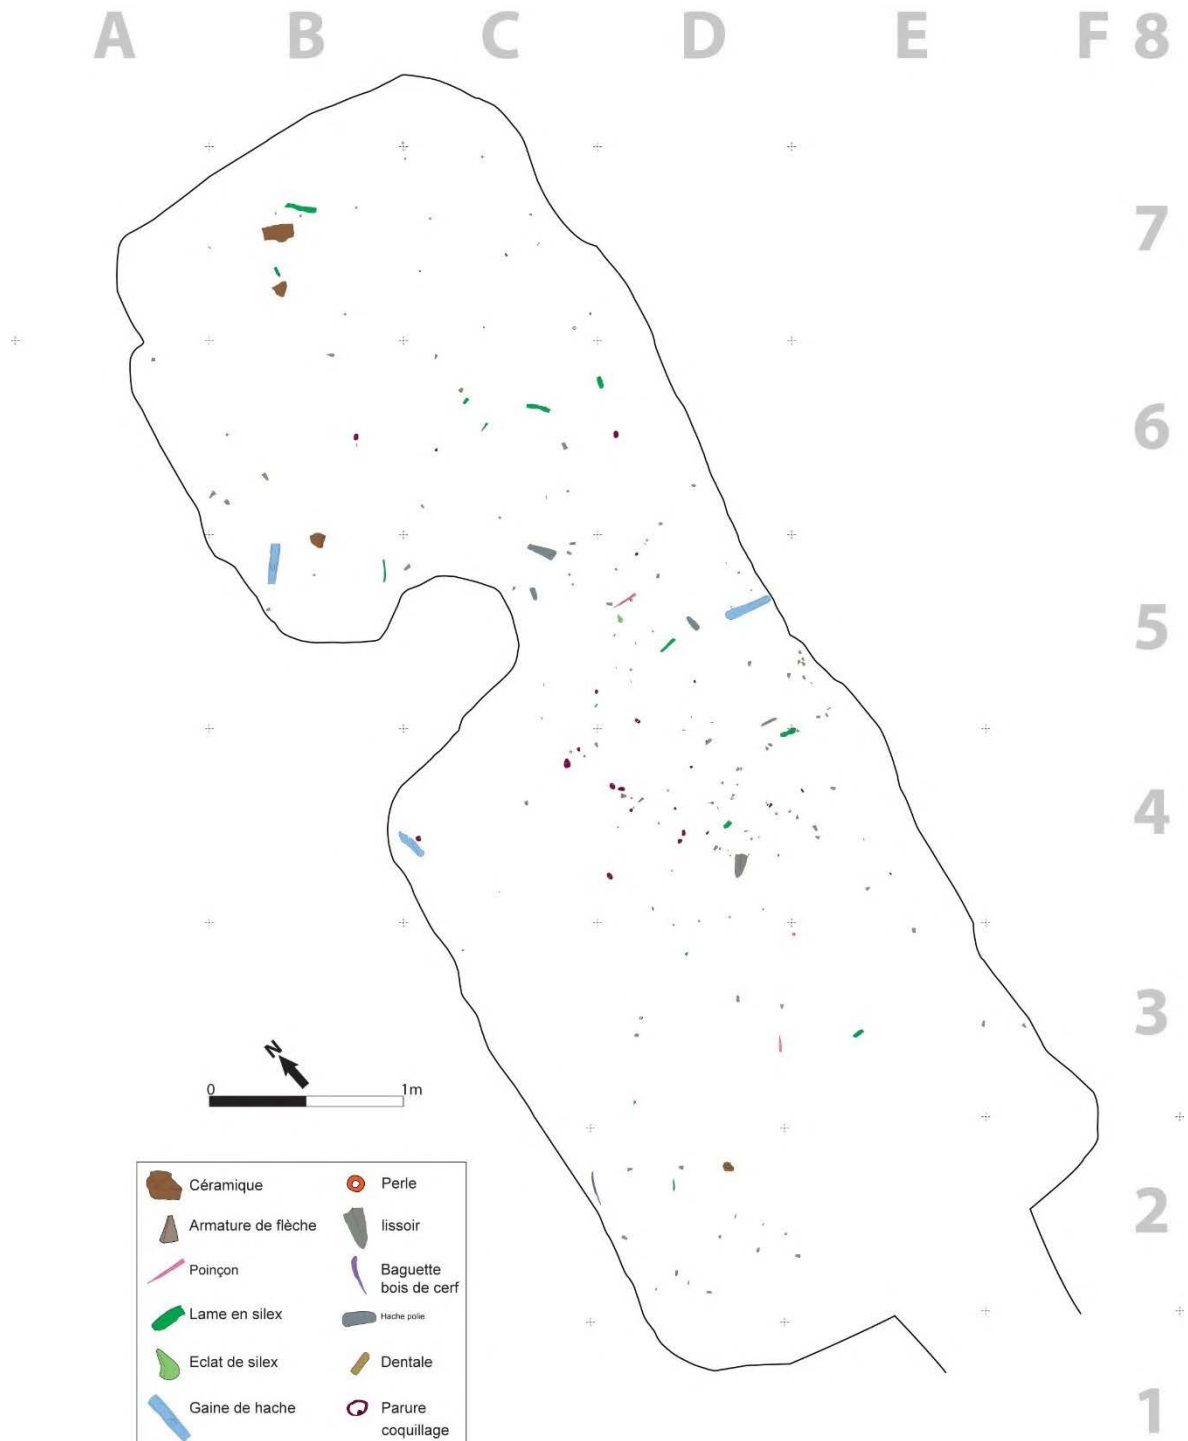 A B C D E F 8
7
6
5
4
3
2
1
N
0 1m
Céramique
Armature de flèche
Poinçon
Lame en silex
Eclat de silex
Gaine de hache
Perle
lissoir
Baguette
bois de cerf
Hache polie
Dentale
Parure
coquillage